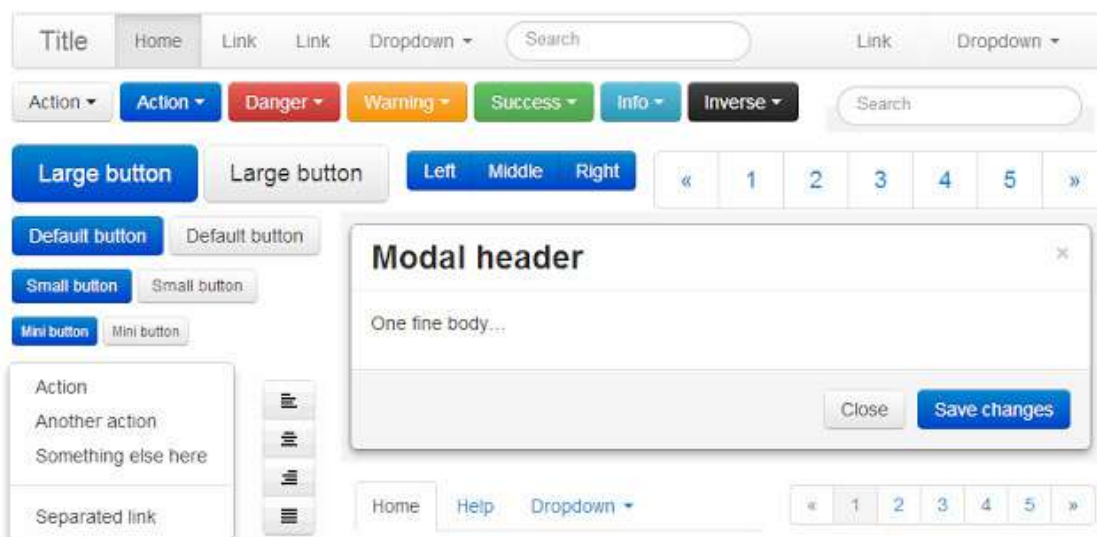 Title Home Link Link Dropdown Search Link Dropdown
Action Action Danger Warning Success Info Inverse Search
Large button Large button Left Middle Right « 1 2 3 4 5 »
Default button Default button
Modal header ×
Small button Small button
One fine body…
Mini button Mini button
Action
Another action
Something else here
Separated link
Close Save changes
Home Help Dropdown
« 1 2 3 4 5 »